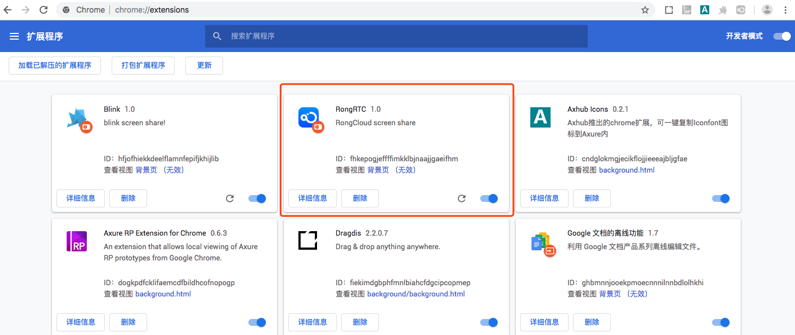 Chrome | chrome://extensions
扩展程序
搜索扩展程序
开发者模式
加载已解压的扩展程序
打包扩展程序
更新
Blink 1.0
blink screen share!
ID：hfjofhiekkdeelflamnfepifjkhijlib
查看视图 背景页 （无效）
详细信息
删除
RongRTC 1.0
RongCloud screen share
ID：fhkepogjeffffimkklbjnaajjgaeifhm
查看视图 背景页 （无效）
详细信息
删除
Axhub Icons 0.2.1
Axhub推出的chrome扩展，可一键复制Iconfont图
标到Axure内
ID：cndglokmgjecikflojjieeeajbljgfae
查看视图 background.html
详细信息
删除
Axure RP Extension for Chrome 0.6.3
An extension that allows local viewing of Axure
RP prototypes from Google Chrome.
ID：dogkpdfcklifaemcdfbildhcofnopogp
查看视图 background.html
详细信息
删除
Dragdis 2.2.0.7
Drag & drop anything anywhere.
ID：fiekimdgbphfmnlbiahcfdgcipcopmep
查看视图 background/background.html
详细信息
删除
Google 文档的离线功能 1.7
利用 Google 文档产品系列离线编辑文件。
ID：ghbmnnjooekpmoecnnnilnnbdlolhkhi
查看视图 背景页 （无效）
详细信息
删除